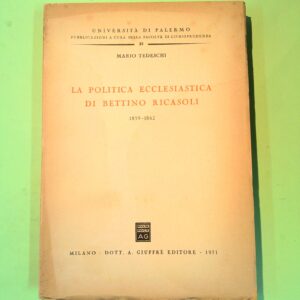 UNIVERSITÀ DI PALERMO
PUBBLICAZIONI A CURA DELLA FACOLTÀ DI GIURISPRUDENZA
MARIO TEDESCHI
LA POLITICA ECCLESIASTICA
DI BETTINO RICASOLI
1859-1862
AG
MILANO - DOTT. A. GIUFFRÈ EDITORE - 1971